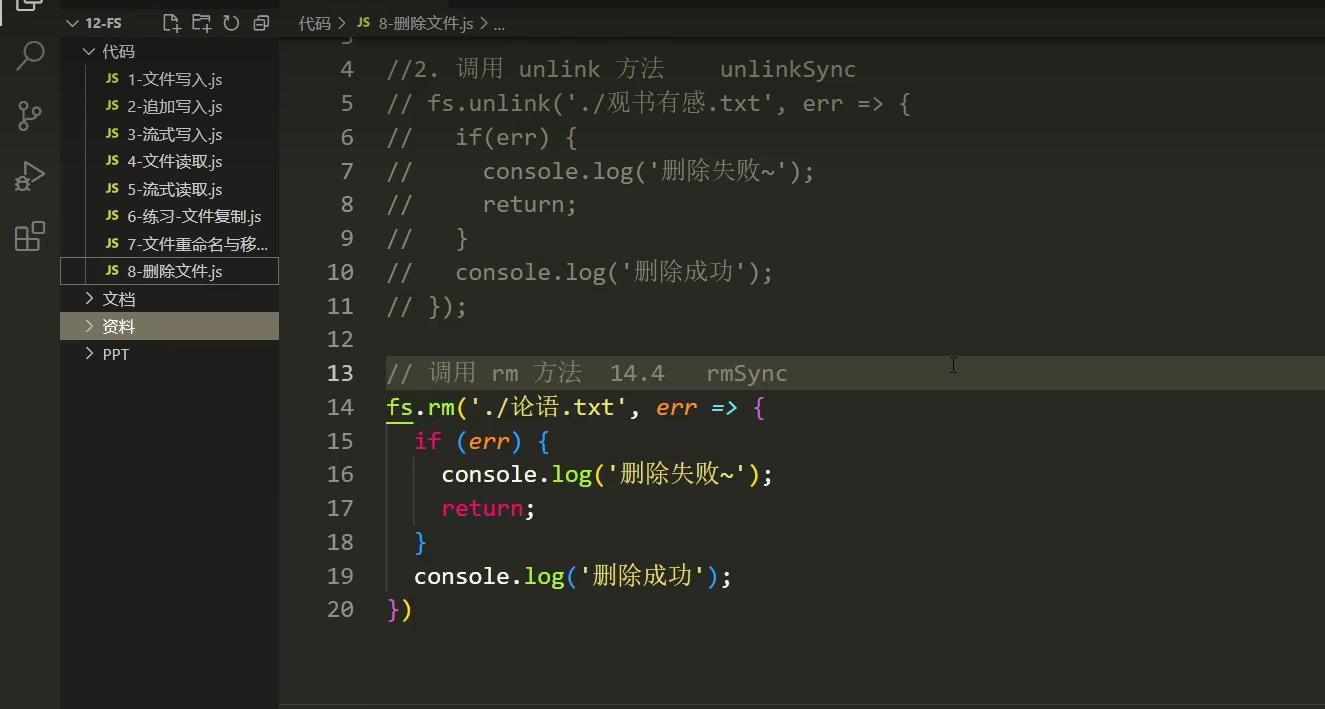 12-FS
代码
JS 1-文件写入.js
JS 2-追加写入.js
JS 3-流式写入.js
JS 4-文件读取.js
JS 5-流式读取.js
JS 6-练习-文件复制.js
JS 7-文件重命名与移...
JS 8-删除文件.js
文档
资料
PPT
代码 > JS 8-删除文件.js > ...
4 //2. 调用 unlink 方法    unlinkSync
5 // fs.unlink('./观书有感.txt', err => {
6 //   if(err) {
7 //     console.log('删除失败~');
8 //     return;
9 //   }
10 //   console.log('删除成功');
11 // });
12
13 // 调用 rm 方法  14.4   rmSync
14 fs.rm('./论语.txt', err => {
15   if (err) {
16     console.log('删除失败~');
17     return;
18   }
19   console.log('删除成功');
20 })